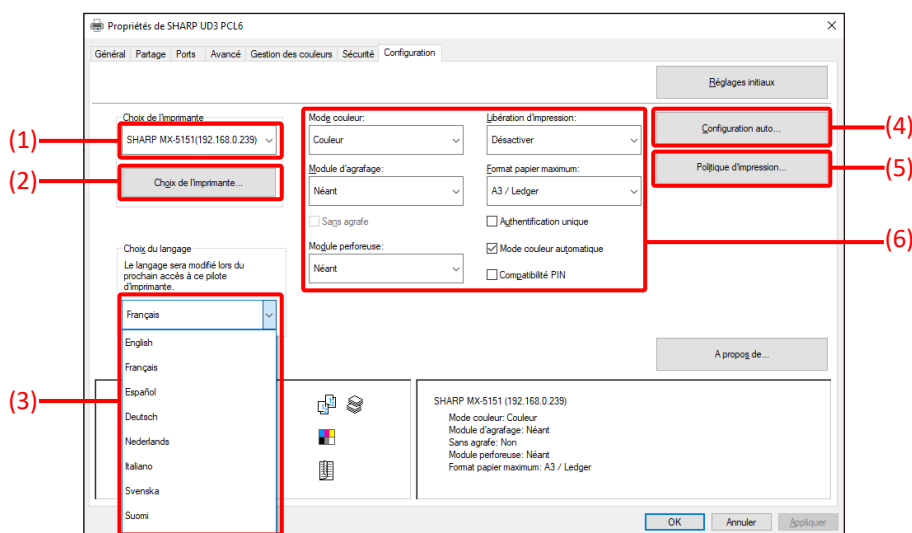 Propriétés de SHARP UD3 PCL6
Général Partage Ports Avancé Gestion des couleurs Sécurité Configuration
Réglages initiaux
Choix de l'imprimante
SHARP MX-5151(192.168.0.239)
Choix de l'imprimante...
Mode couleur:
Couleur
Module d'agrafage:
Néant
Sans agrafe
Module perforeuse:
Néant
Libération d'impression:
Désactiver
Format papier maximum:
A3 / Ledger
Authentification unique
Mode couleur automatique
Compatibilité PIN
Configuration auto...
Politique d'impression...
(1)
(2)
(4)
(5)
(6)
Choix du langage
Le langage sera modifié lors du
prochain accès à ce pilote
d'imprimante.
Français
English
Français
Español
Deutsch
Nederlands
Italiano
Svenska
Suomi
(3)
A propos de...
SHARP MX-5151 (192.168.0.239)
Mode couleur: Couleur
Module d'agrafage: Néant
Sans agrafe: Non
Module perforeuse: Néant
Format papier maximum: A3 / Ledger
OK Annuler Appliquer